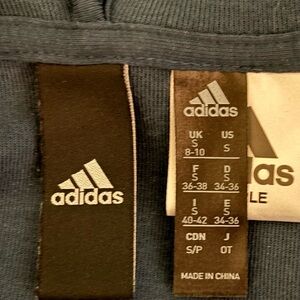 adidas
adidas
UK US
S S
8-10 S
F D
S S
36-38 34-36
I E
S S
40-42 34-36
CDN J
S/P OT
MADE IN CHINA
das
LE